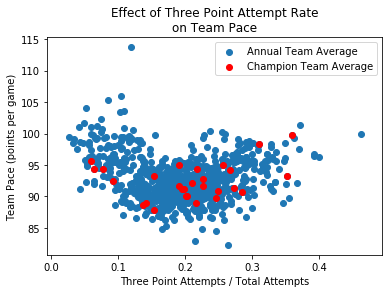 Effect of Three Point Attempt Rate
on Team Pace
Annual Team Average
Champion Team Average
Team Pace (points per game)
115
110
105
100
95
90
85
0.0
0.1
0.2
0.3
0.4
Three Point Attempts / Total Attempts